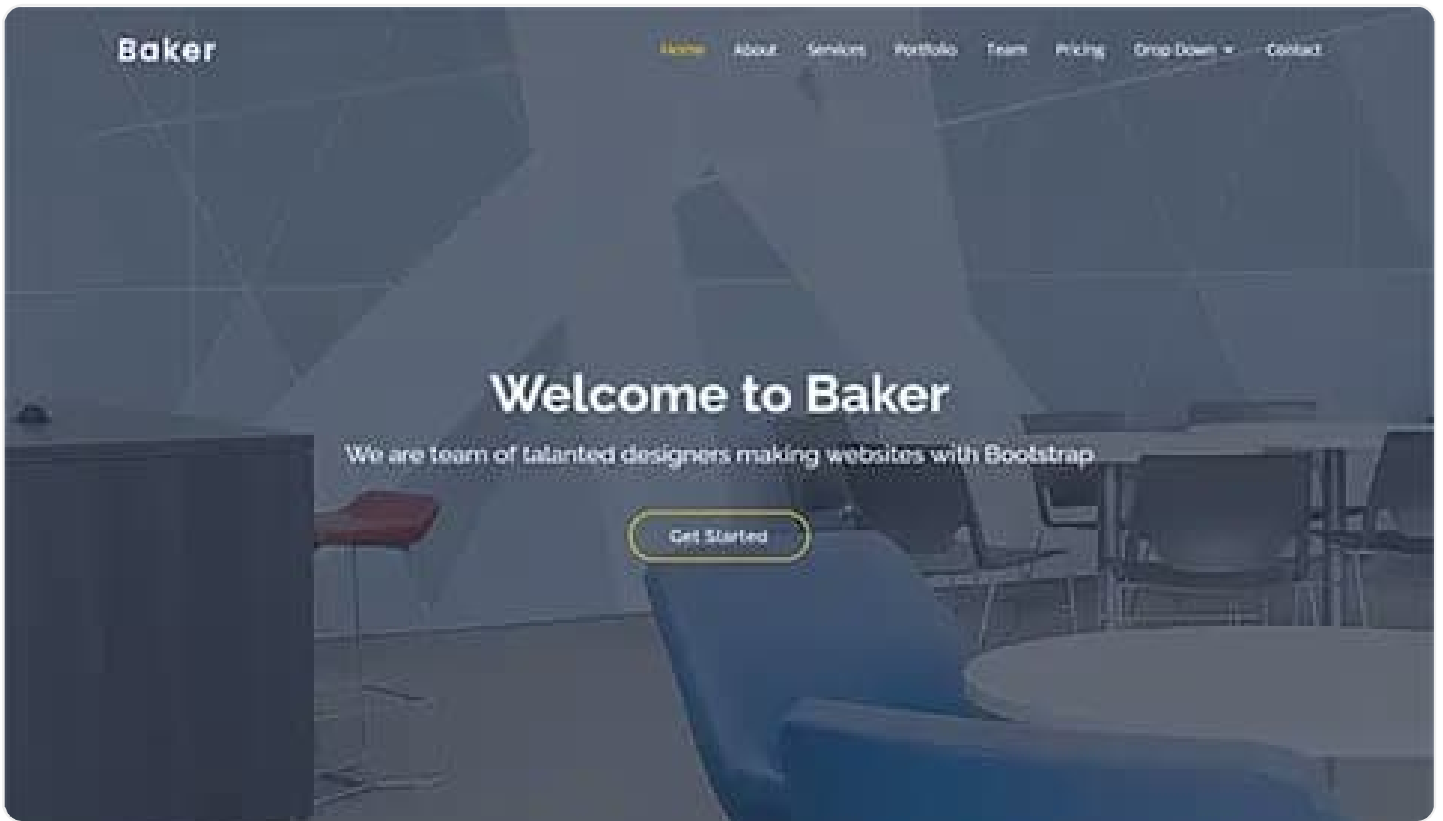 Baker
Home About Services Portfolio Team Pricing Drop Down Contact
Welcome to Baker
We are team of talanted designers making websites with Bootstrap
Get Started